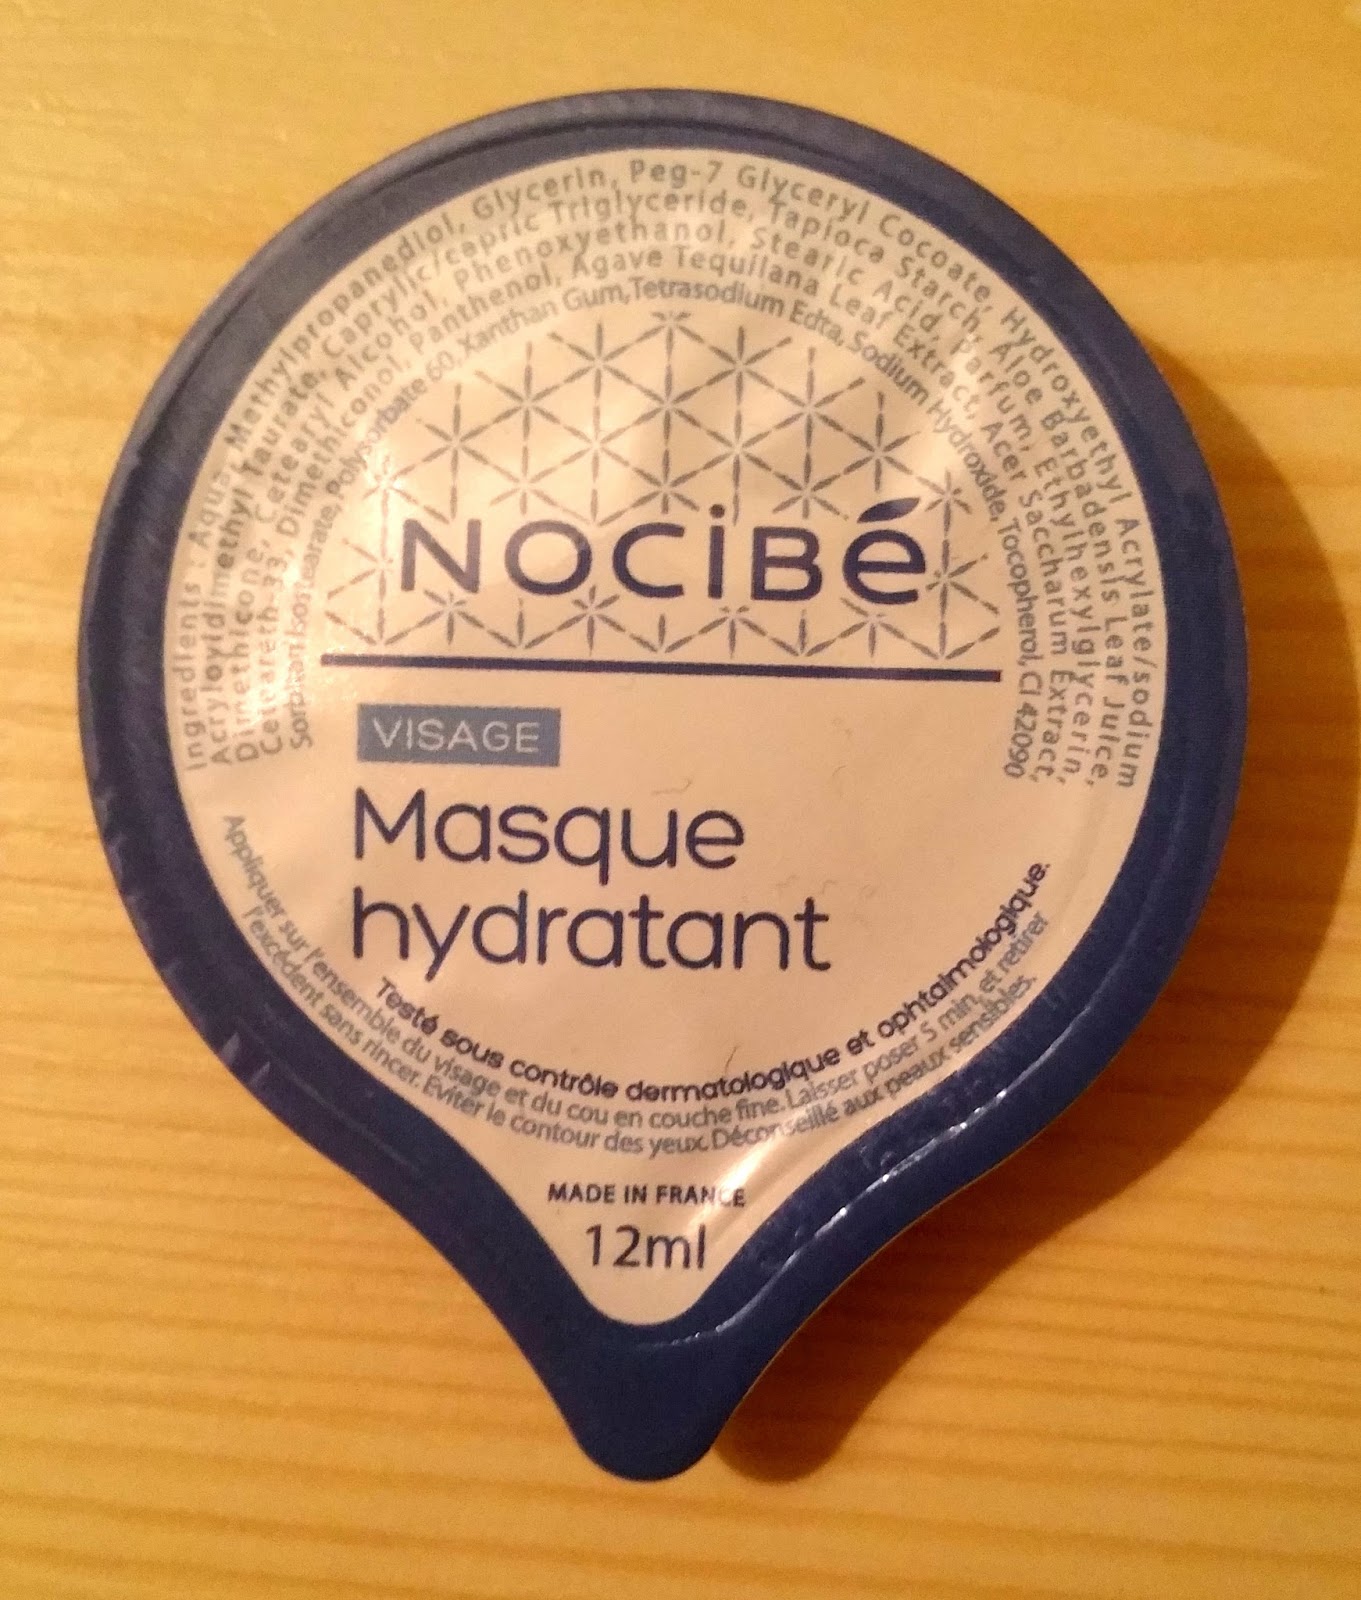 Ingredients : Aqua, Methylpropanediol, Glycerin, Peg-7 Glyceryl Cocoate, Hydroxyethyl Acrylate/sodium
Acryloyldimethyl Taurate, Caprylic/capric Triglyceride, Tapioca Starch, Aloe Barbadensis Leaf Juice,
Dimethicone, Cetearyl Alcohol, Phenoxyethanol, Stearic Acid, Parfum, Ethylhexylglycerin,
Ceteareth-33, Dimethiconol, Panthenol, Agave Tequilana Leaf Extract, Acer Saccharum Extract,
Sorbitan Isostearate, Polysorbate 60, Xanthan Gum, Tetrasodium Edta, Sodium Hydroxide, Tocopherol, CI 42090
NOCIBé
VISAGE
Masque
hydratant
Testé sous contrôle dermatologique et ophtalmologique.
Appliquer sur l'ensemble du visage et du cou en couche fine. Laisser poser 5 min, et retirer
l'excédent sans rincer. Eviter le contour des yeux. Déconseillé aux peaux sensibles.
MADE IN FRANCE
12ml